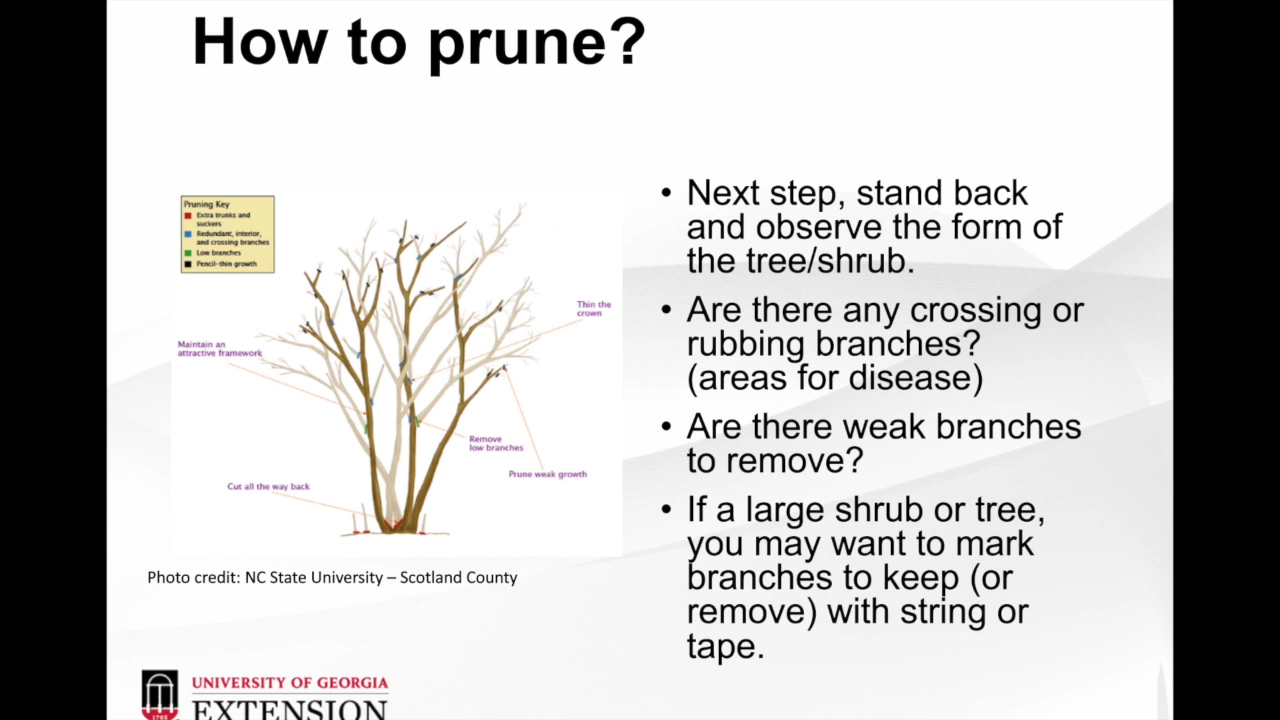 How to prune?
Pruning Key
Extra trunks and
suckers
Redundant, interior,
and crossing branches
Low branches
Pencil-thin growth
Thin the
crown
Maintain an
attractive framework
Remove
low branches
Prune weak growth
Cut all the way back
Photo credit: NC State University – Scotland County
• Next step, stand back
and observe the form of
the tree/shrub.
• Are there any crossing or
rubbing branches?
(areas for disease)
• Are there weak branches
to remove?
• If a large shrub or tree,
you may want to mark
branches to keep (or
remove) with string or
tape.
1785
UNIVERSITY OF GEORGIA
EXTENSION